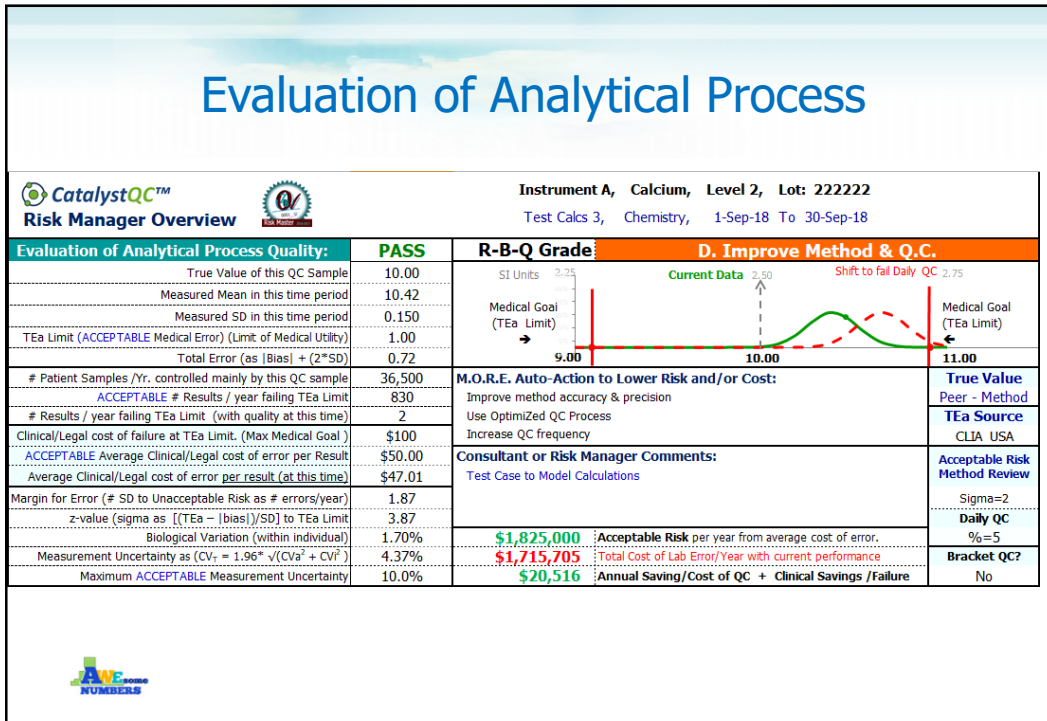 Evaluation of Analytical Process
CatalystQC™
Risk Manager Overview
Risk Master
Instrument A, Calcium, Level 2, Lot: 222222
Test Calcs 3, Chemistry, 1-Sep-18 To 30-Sep-18
Evaluation of Analytical Process Quality: PASS
True Value of this QC Sample 10.00
Measured Mean in this time period 10.42
Measured SD in this time period 0.150
TEa Limit (ACCEPTABLE Medical Error) (Limit of Medical Utility) 1.00
Total Error (as |Bias| + (2*SD) 0.72
# Patient Samples /Yr. controlled mainly by this QC sample 36,500
ACCEPTABLE # Results / year failing TEa Limit 830
# Results / year failing TEa Limit (with quality at this time) 2
Clinical/Legal cost of failure at TEa Limit. (Max Medical Goal ) $100
ACCEPTABLE Average Clinical/Legal cost of error per Result $50.00
Average Clinical/Legal cost of error per result (at this time) $47.01
Margin for Error (# SD to Unacceptable Risk as # errors/year) 1.87
z-value (sigma as [(TEa – |bias|)/SD] to TEa Limit 3.87
Biological Variation (within individual) 1.70%
Measurement Uncertainty as (CVT = 1.96* √(CVa² + CVi² ) 4.37%
Maximum ACCEPTABLE Measurement Uncertainty 10.0%
R-B-Q Grade D. Improve Method & Q.C.
SI Units 2.25 Current Data 2.50 Shift to fail Daily QC 2.75
Medical Goal
(TEa Limit)
➔
Medical Goal
(TEa Limit)
🡨
9.00 10.00 11.00
M.O.R.E. Auto-Action to Lower Risk and/or Cost:
Improve method accuracy & precision
Use OptimiZed QC Process
Increase QC frequency
Consultant or Risk Manager Comments:
Test Case to Model Calculations
$1,825,000 Acceptable Risk per year from average cost of error.
$1,715,705 Total Cost of Lab Error/Year with current performance
$20,516 Annual Saving/Cost of QC + Clinical Savings /Failure
True Value
Peer - Method
TEa Source
CLIA USA
Acceptable Risk
Method Review
Sigma=2
Daily QC
%=5
Bracket QC?
No
AWEsome
NUMBERS